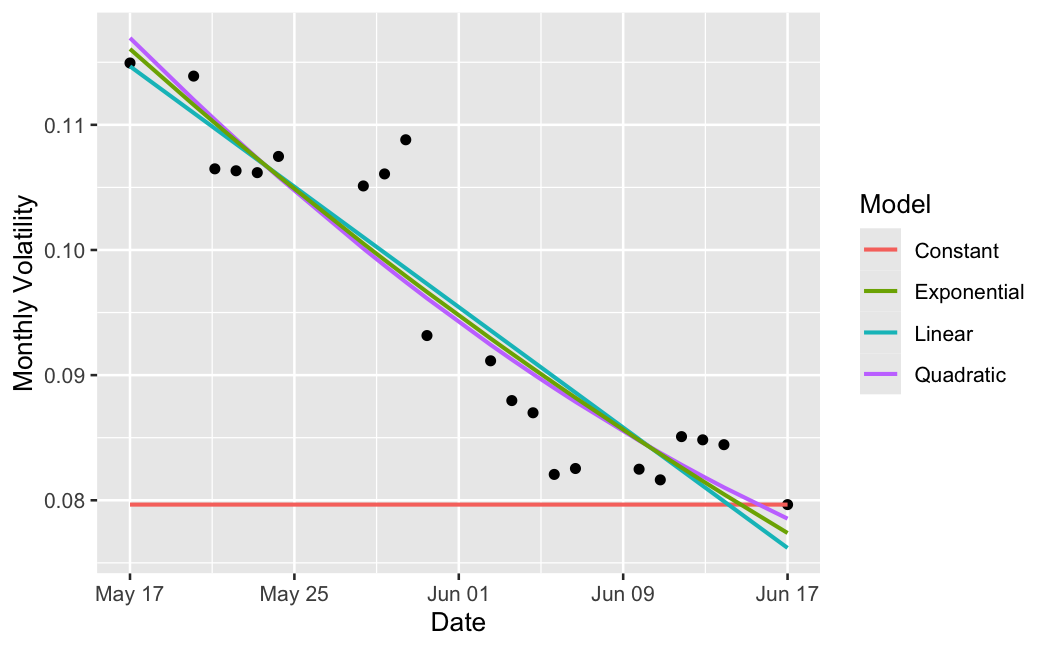 Monthly Volatility
0.11
0.10
0.09
0.08
May 17
May 25
Jun 01
Jun 09
Jun 17
Date
Model
Constant
Exponential
Linear
Quadratic